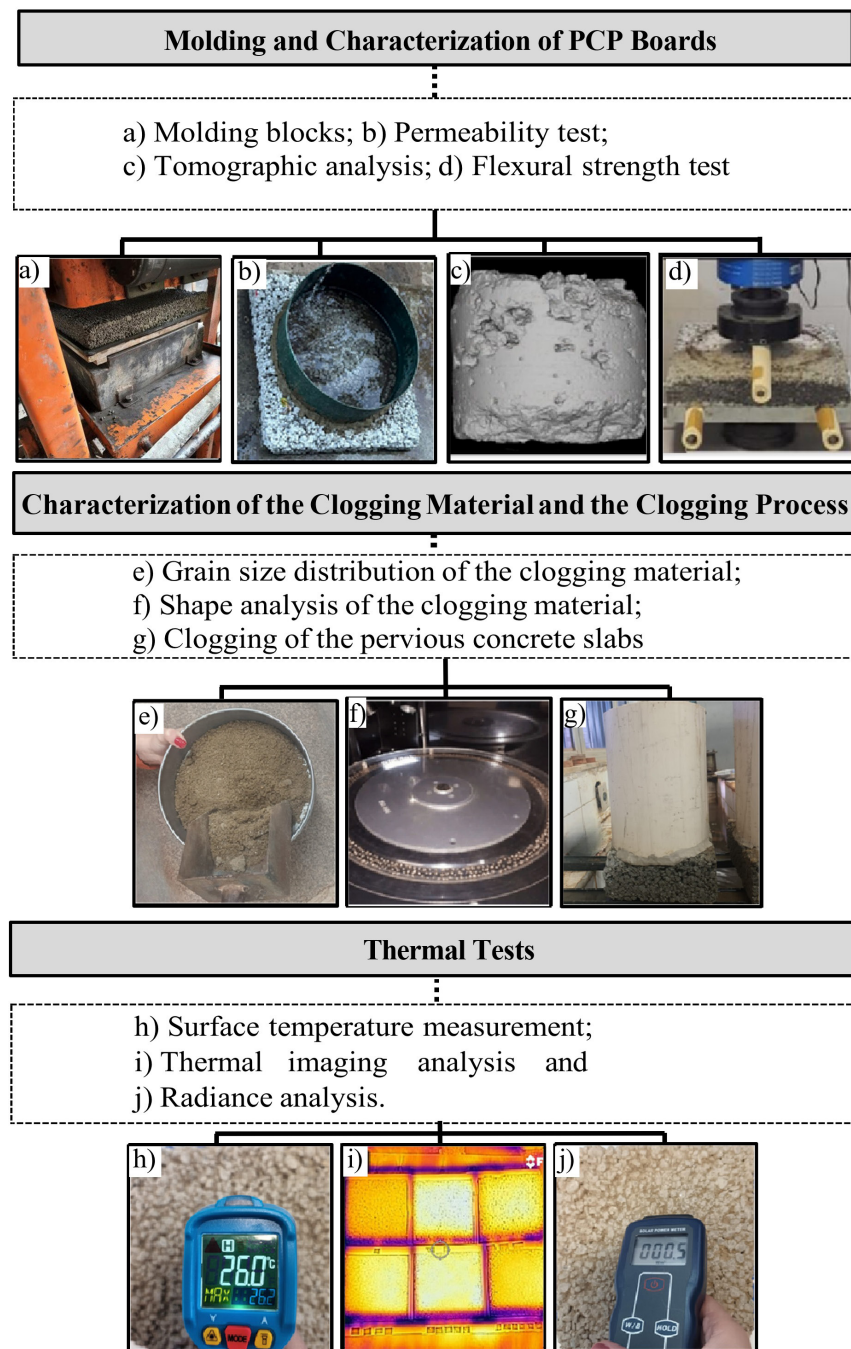 Molding and Characterization of PCP Boards
a) Molding blocks; b) Permeability test;
c) Tomographic analysis; d) Flexural strength test
a)
b)
c)
d)
Characterization of the Clogging Material and the Clogging Process
e) Grain size distribution of the clogging material;
f) Shape analysis of the clogging material;
g) Clogging of the pervious concrete slabs
e)
f)
g)
Thermal Tests
h) Surface temperature measurement;
i) Thermal imaging analysis and
j) Radiance analysis.
h)
i)
j)
H
26.0°C
MAX 26.2
MODE
SOLAR POWER METER
000.5
HOLD